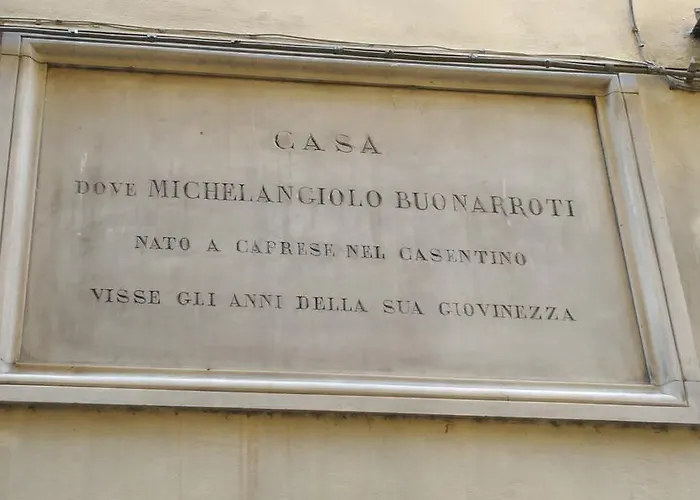 CASA
DOVE MICHELANGIOLO BUONARROTI
NATO A CAPRESE NEL CASENTINO
VISSE GLI ANNI DELLA SUA GIOVINEZZA